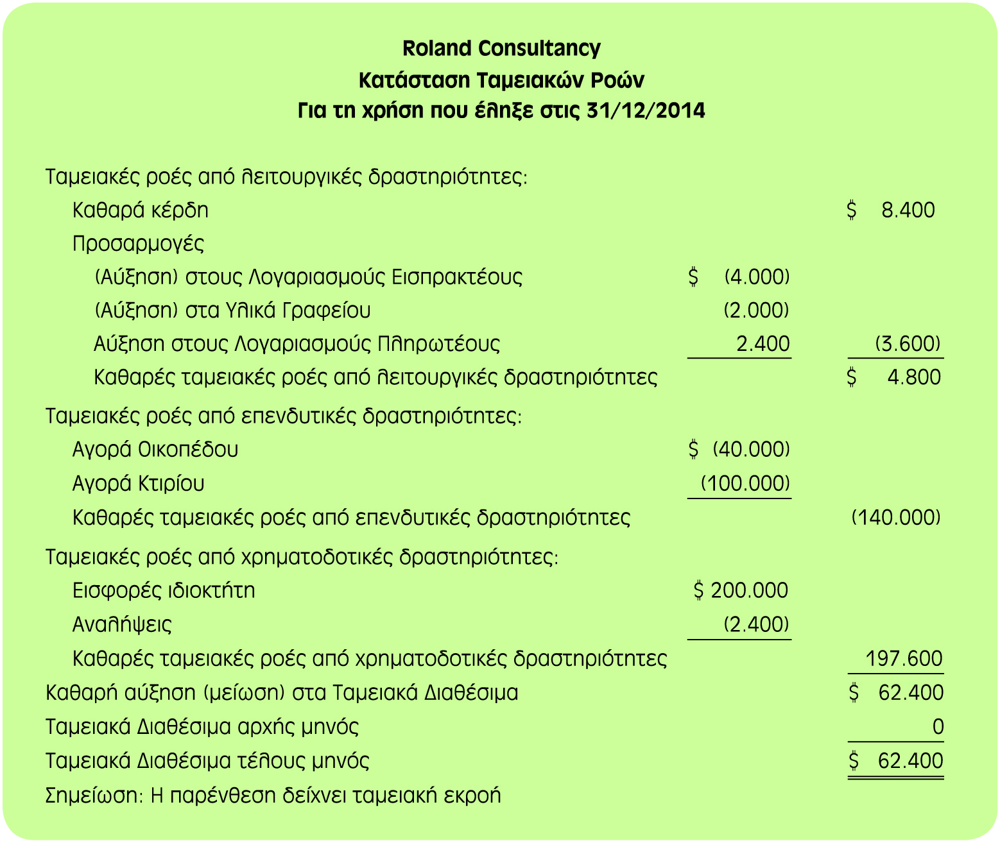 Roland Consultancy
Κατάσταση Ταμειακών Ροών
Για τη χρήση που έληξε στις 31/12/2014
Ταμειακές ροές από λειτουργικές δραστηριότητες:
Καθαρά κέρδη $ 8.400
Προσαρμογές
(Αύξηση) στους Λογαριασμούς Εισπρακτέους $ (4.000)
(Αύξηση) στα Υλικά Γραφείου (2.000)
Αύξηση στους Λογαριασμούς Πληρωτέους 2.400 (3.600)
Καθαρές ταμειακές ροές από λειτουργικές δραστηριότητες $ 4.800
Ταμειακές ροές από επενδυτικές δραστηριότητες:
Αγορά Οικοπέδου $ (40.000)
Αγορά Κτιρίου (100.000)
Καθαρές ταμειακές ροές από επενδυτικές δραστηριότητες (140.000)
Ταμειακές ροές από χρηματοδοτικές δραστηριότητες:
Εισφορές ιδιοκτήτη $ 200.000
Αναλήψεις (2.400)
Καθαρές ταμειακές ροές από χρηματοδοτικές δραστηριότητες 197.600
Καθαρή αύξηση (μείωση) στα Ταμειακά Διαθέσιμα $ 62.400
Ταμειακά Διαθέσιμα αρχής μηνός 0
Ταμειακά Διαθέσιμα τέλους μηνός $ 62.400
Σημείωση: Η παρένθεση δείχνει ταμειακή εκροή